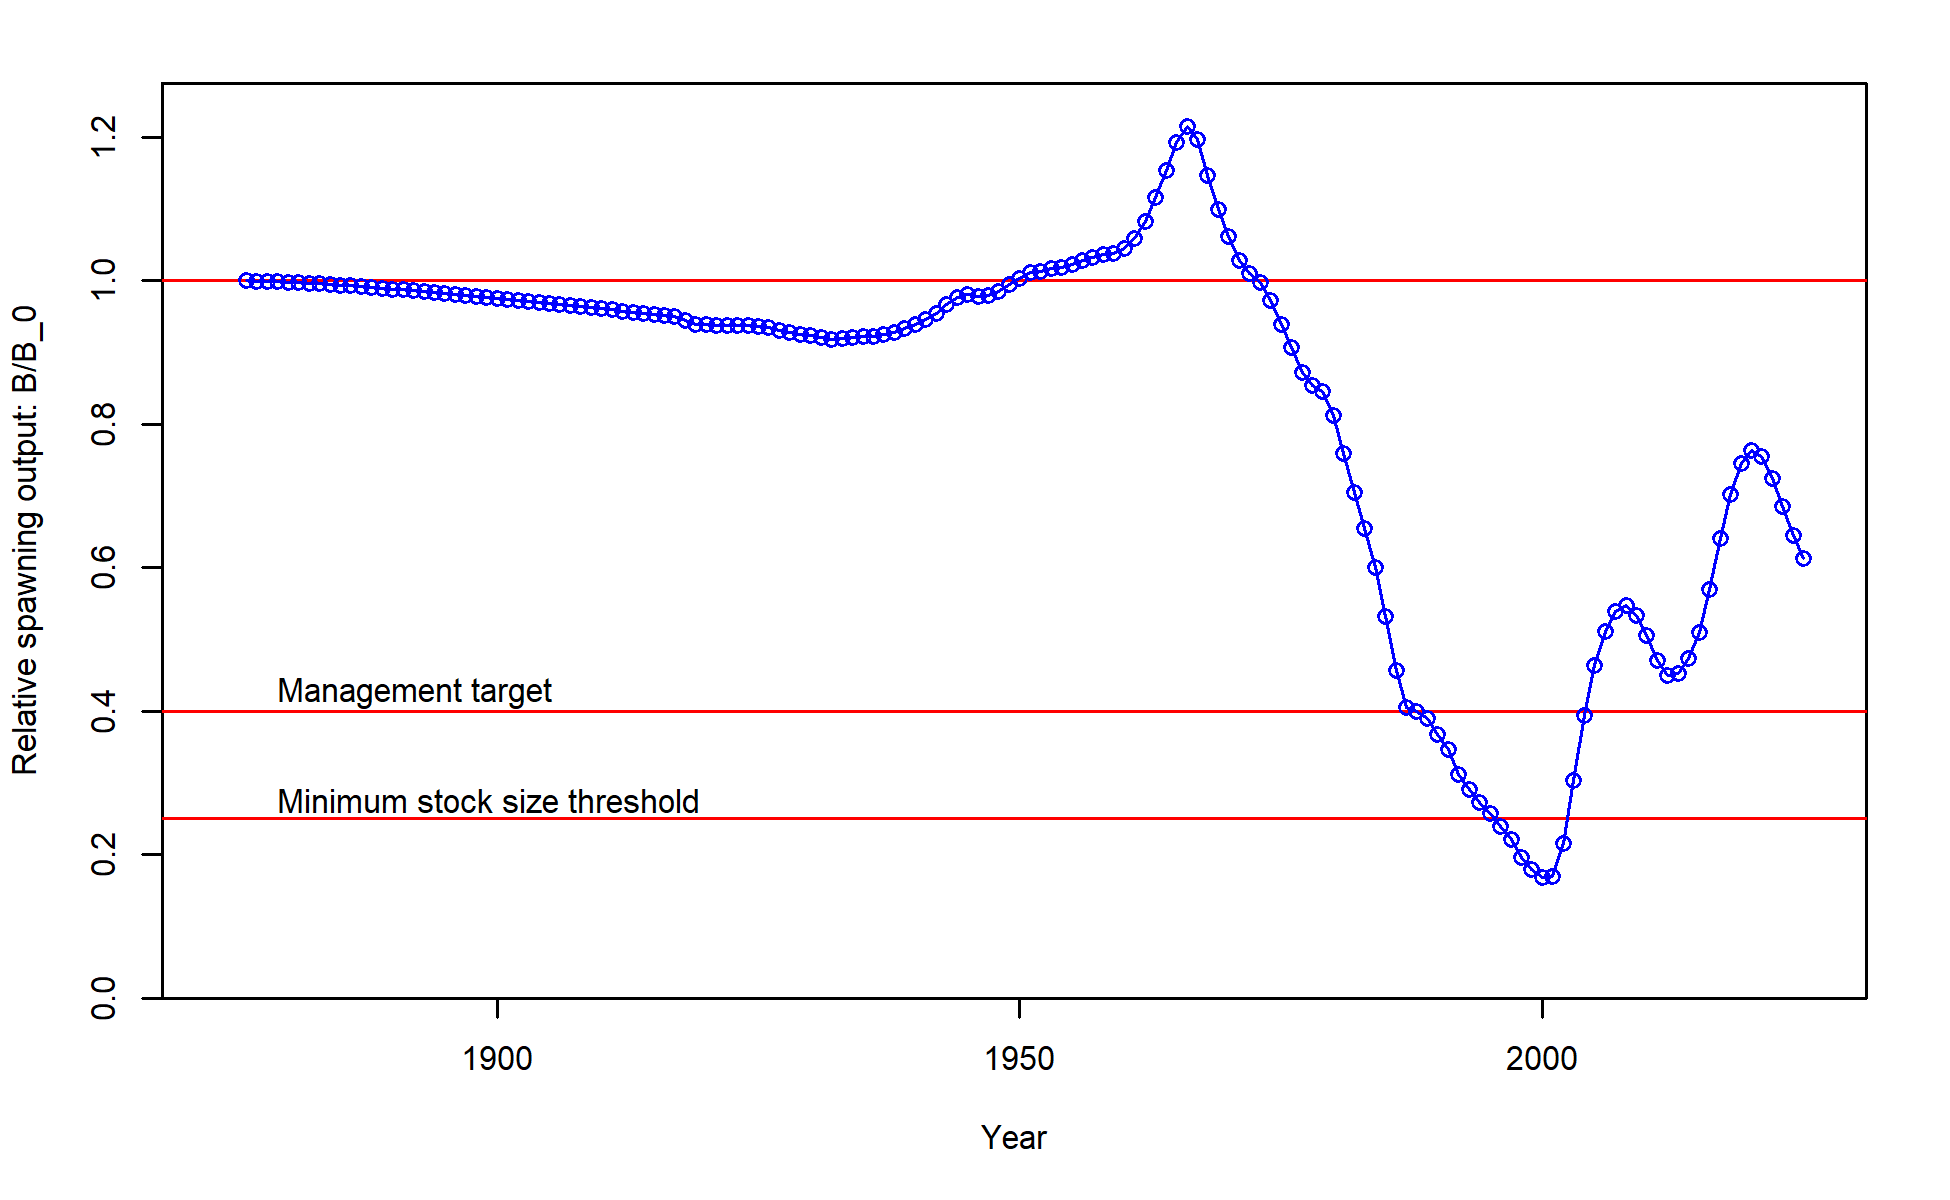 Relative spawning output: B/B_0
1.2
1.0
0.8
0.6
0.4
0.2
0.0
Management target
Minimum stock size threshold
1900 1950 2000
Year